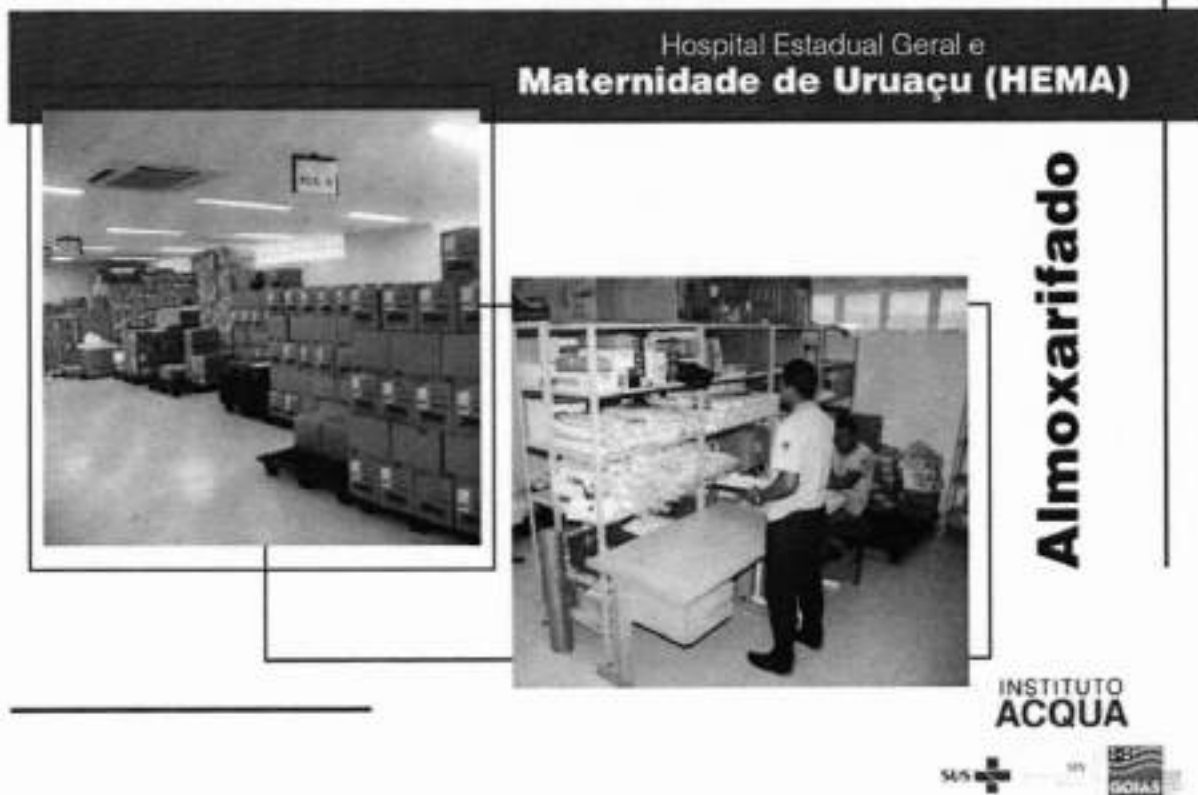 Hospital Estadual Geral e
Maternidade de Uruaçu (HEMA)
Almoxarifado
INSTITUTO
ACQUA
SUS
GOIÁS